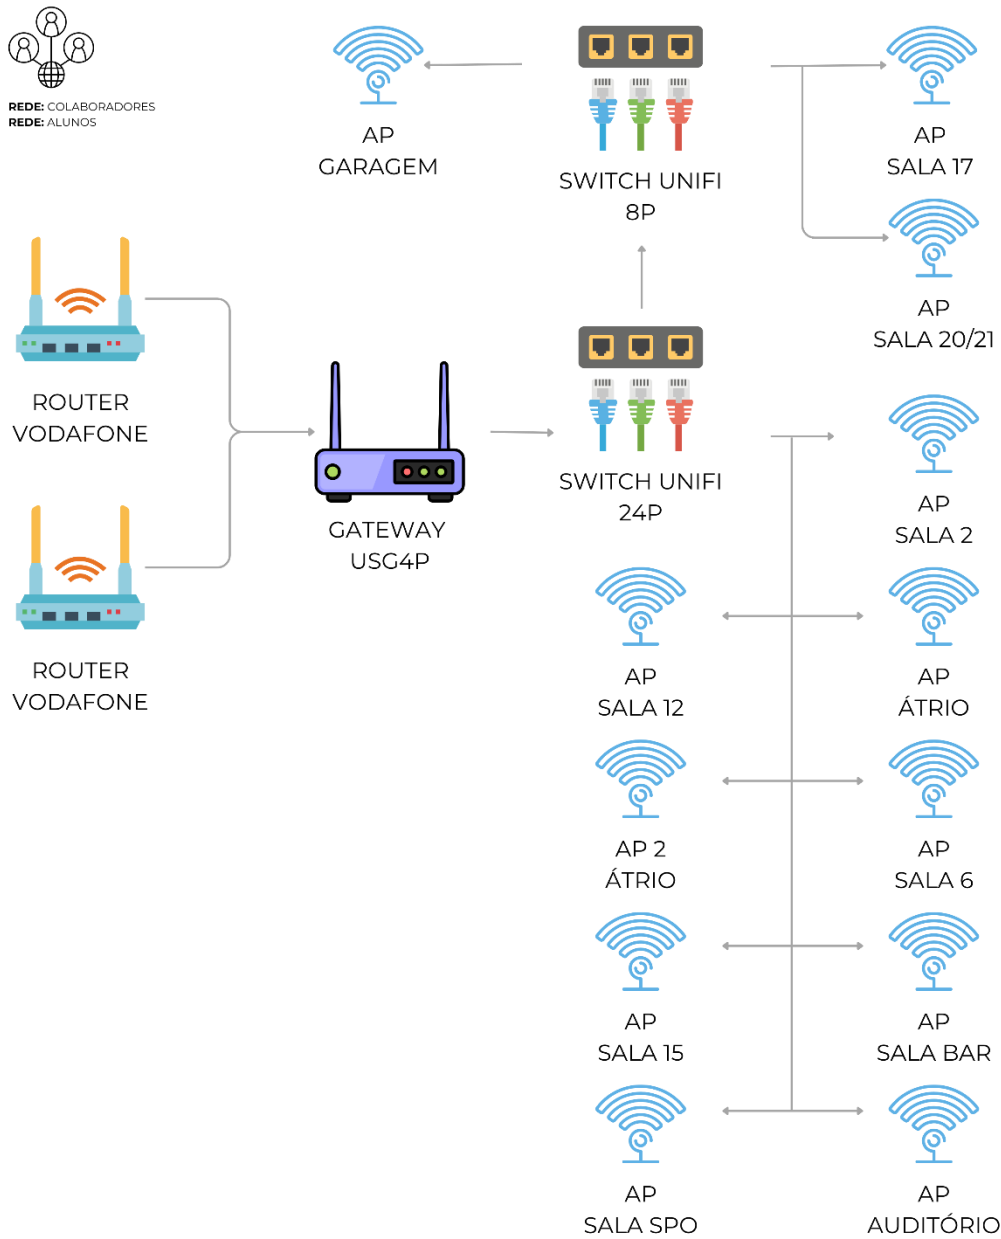 REDE: COLABORADORES
REDE: ALUNOS
AP
GARAGEM
SWITCH UNIFI
8P
AP
SALA 17
AP
SALA 20/21
ROUTER
VODAFONE
GATEWAY
USG4P
SWITCH UNIFI
24P
AP
SALA 2
ROUTER
VODAFONE
AP
SALA 12
AP
ÁTRIO
AP 2
ÁTRIO
AP
SALA 6
AP
SALA 15
AP
SALA BAR
AP
SALA SPO
AP
AUDITÓRIO